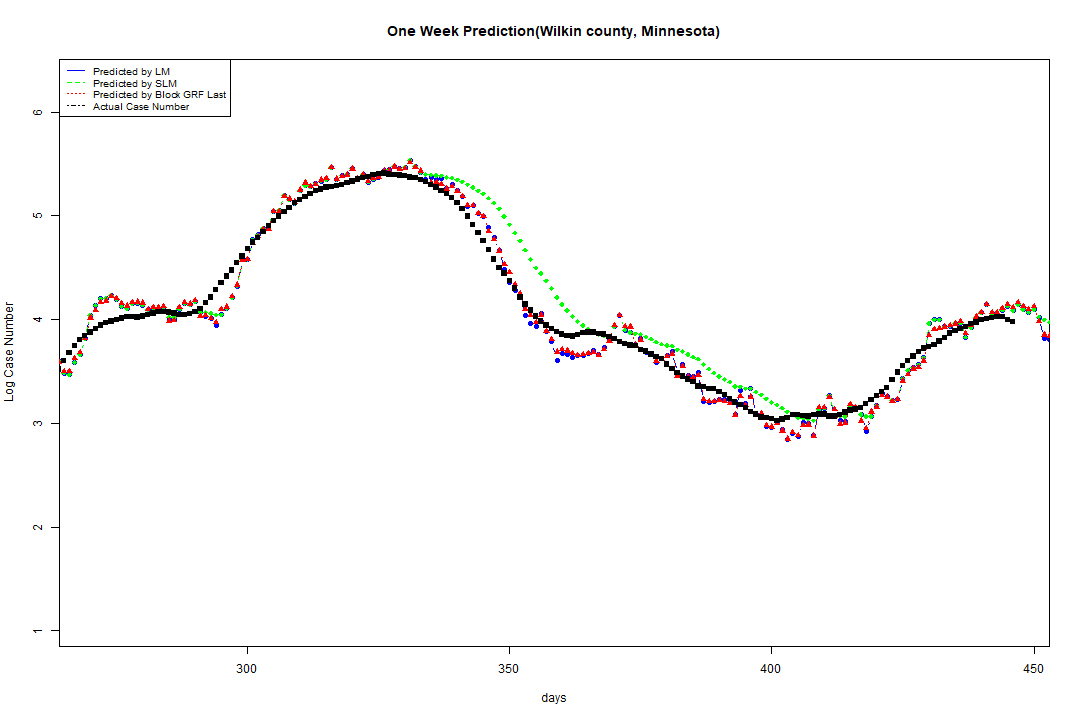 One Week Prediction(Wilkin county, Minnesota)
Predicted by LM
Predicted by SLM
Predicted by Block GRF Last
Actual Case Number
Log Case Number
6
5
4
3
2
1
300
350
400
450
days